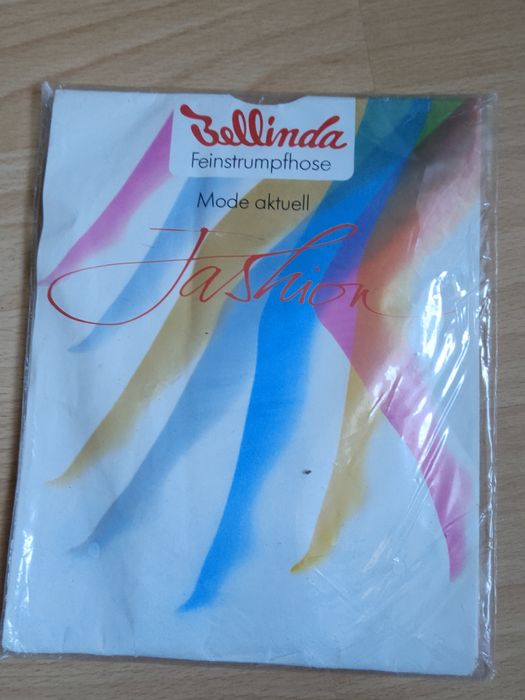 Bellinda
Feinstrumpfhose
Mode aktuell
Fashion